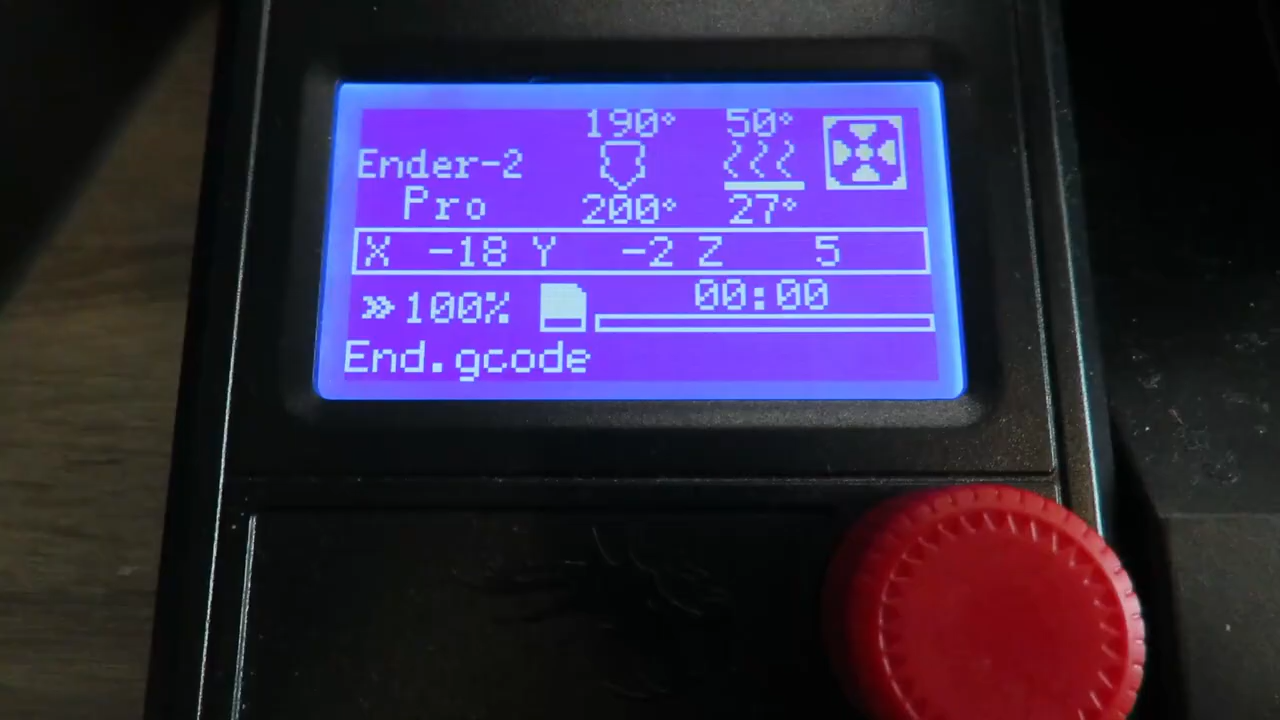 190° 50°
Ender-2
Pro
200° 27°
X -18 Y -2 Z 5
»100% 00:00
End.gcode